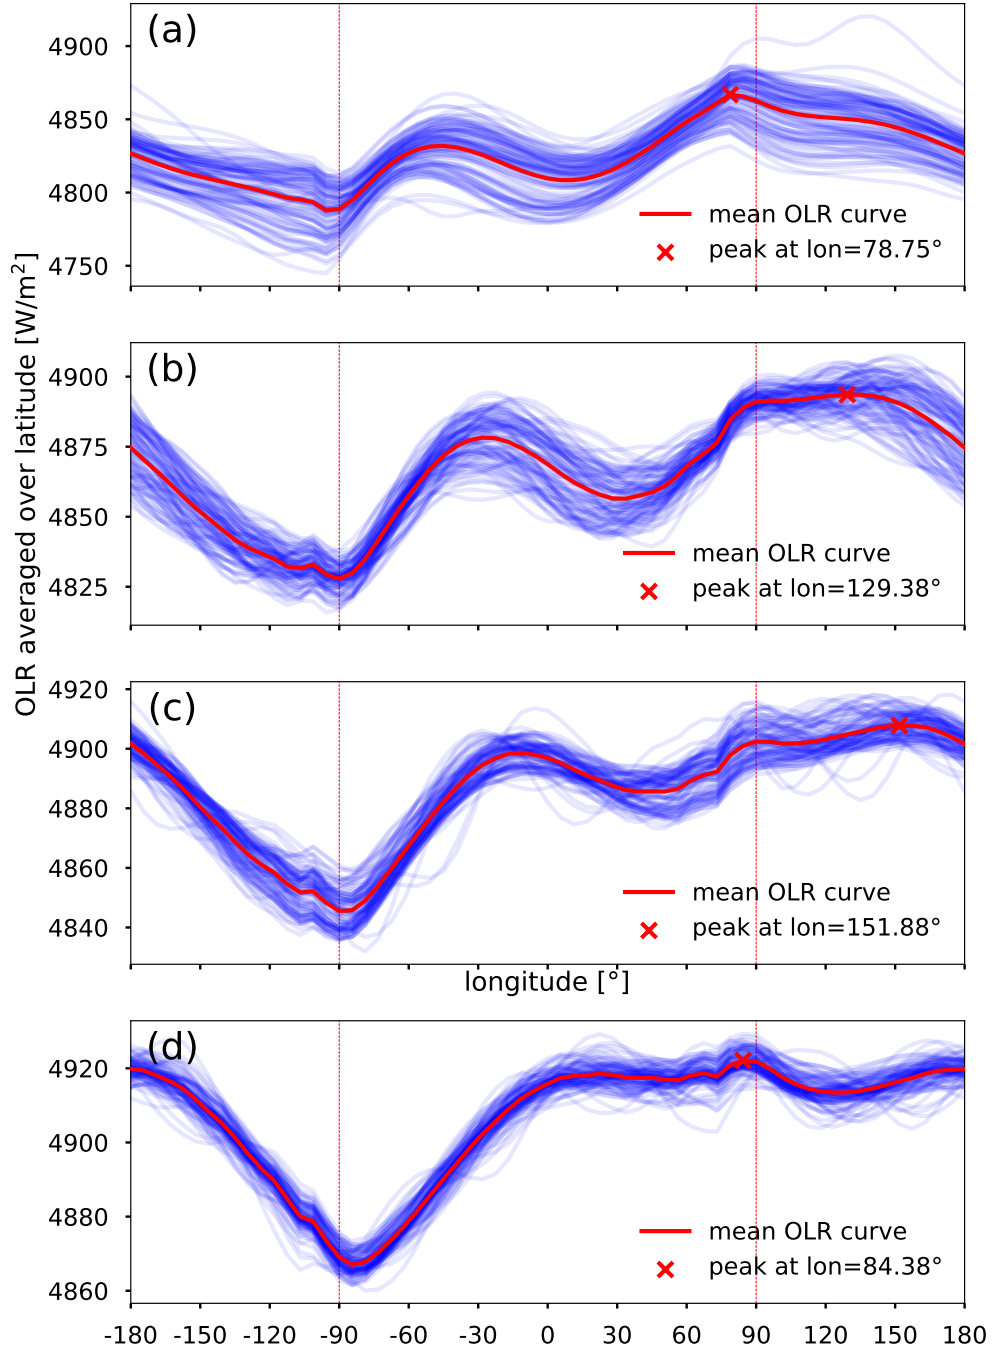 (a)
4900
4850
4800
4750
mean OLR curve
peak at lon=78.75°
OLR averaged over latitude [W/m²]
(b)
4900
4875
4850
4825
mean OLR curve
peak at lon=129.38°
(c)
4920
4900
4880
4860
4840
mean OLR curve
peak at lon=151.88°
longitude [°]
(d)
4920
4900
4880
4860
mean OLR curve
peak at lon=84.38°
-180 -150 -120 -90 -60 -30 0 30 60 90 120 150 180